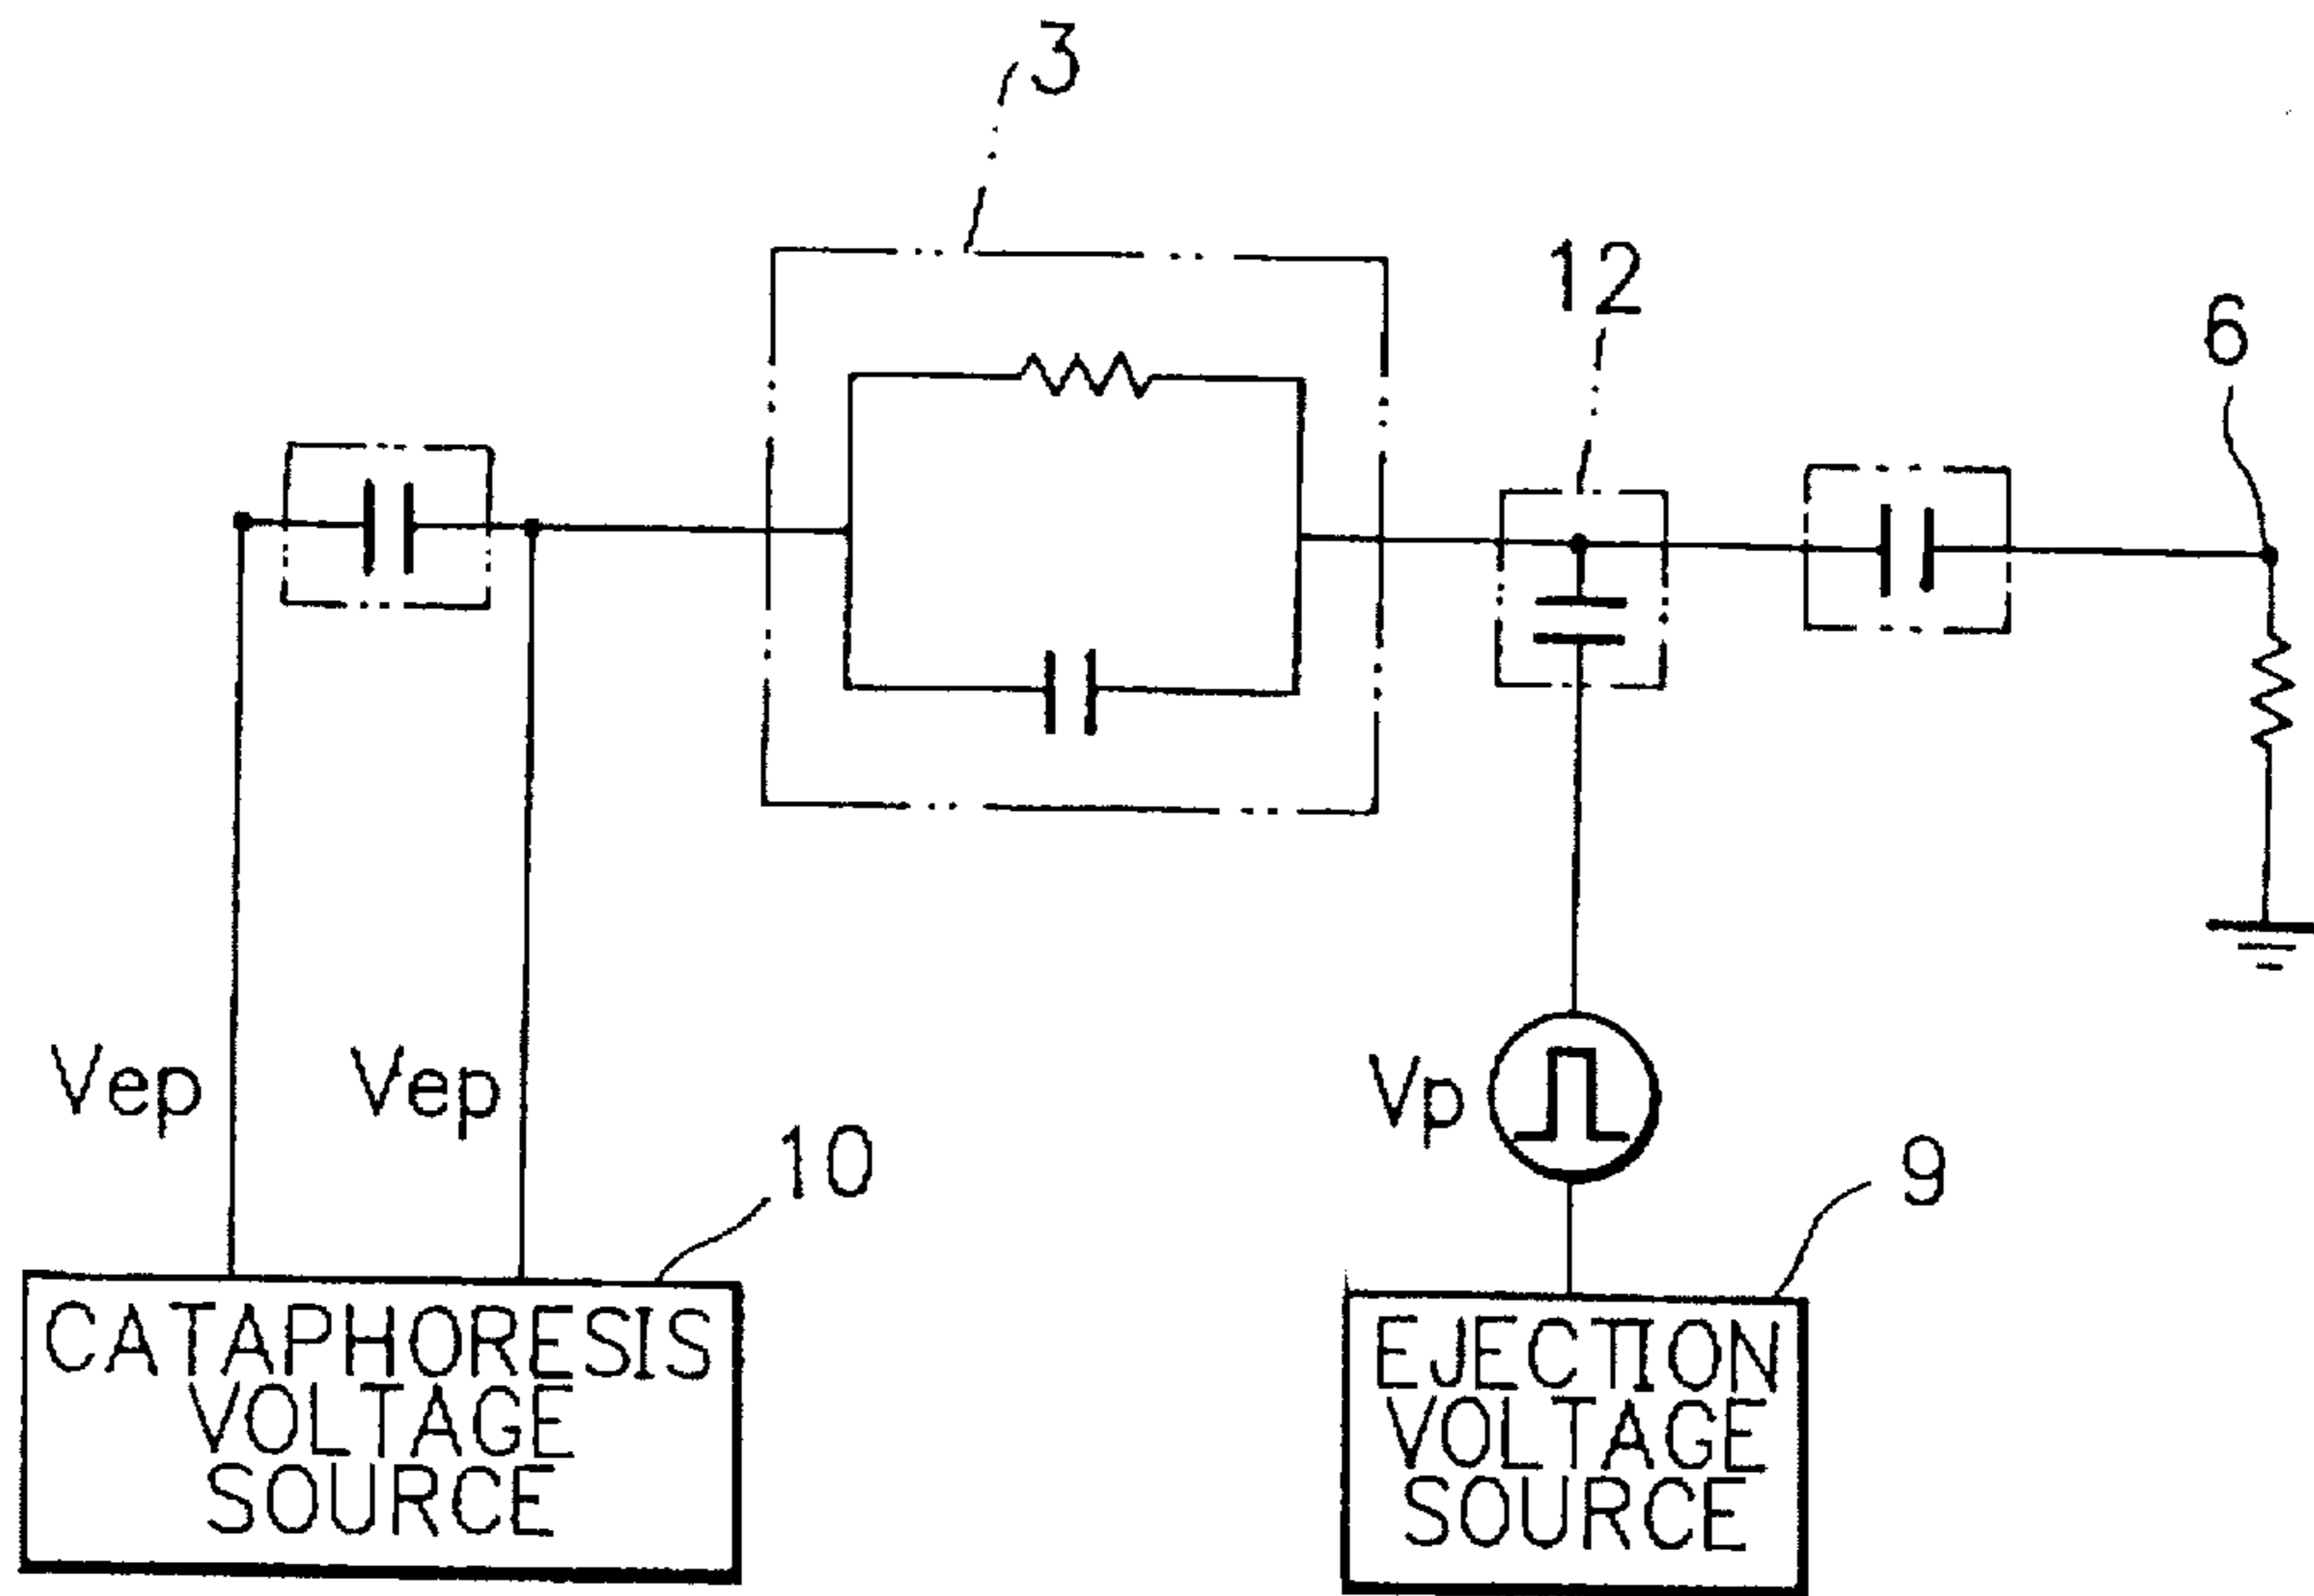 3
12
6
Vep
Vep
Vp
10
9
CATAPHORESIS
VOLTAGE
SOURCE
EJECTION
VOLTAGE
SOURCE